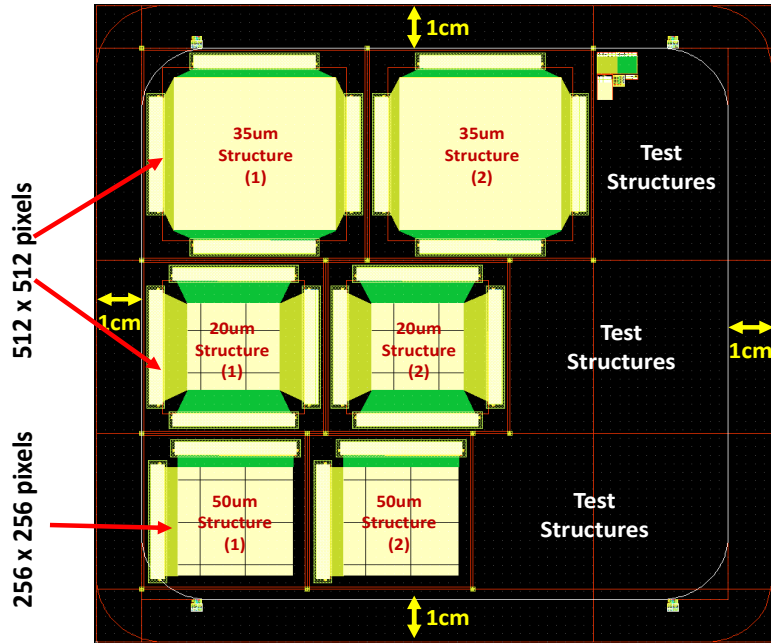 1cm
35um
Structure
(1)
35um
Structure
(2)
Test
Structures
512 x 512 pixels
1cm
20um
Structure
(1)
20um
Structure
(2)
Test
Structures
1cm
256 x 256 pixels
50um
Structure
(1)
50um
Structure
(2)
Test
Structures
1cm